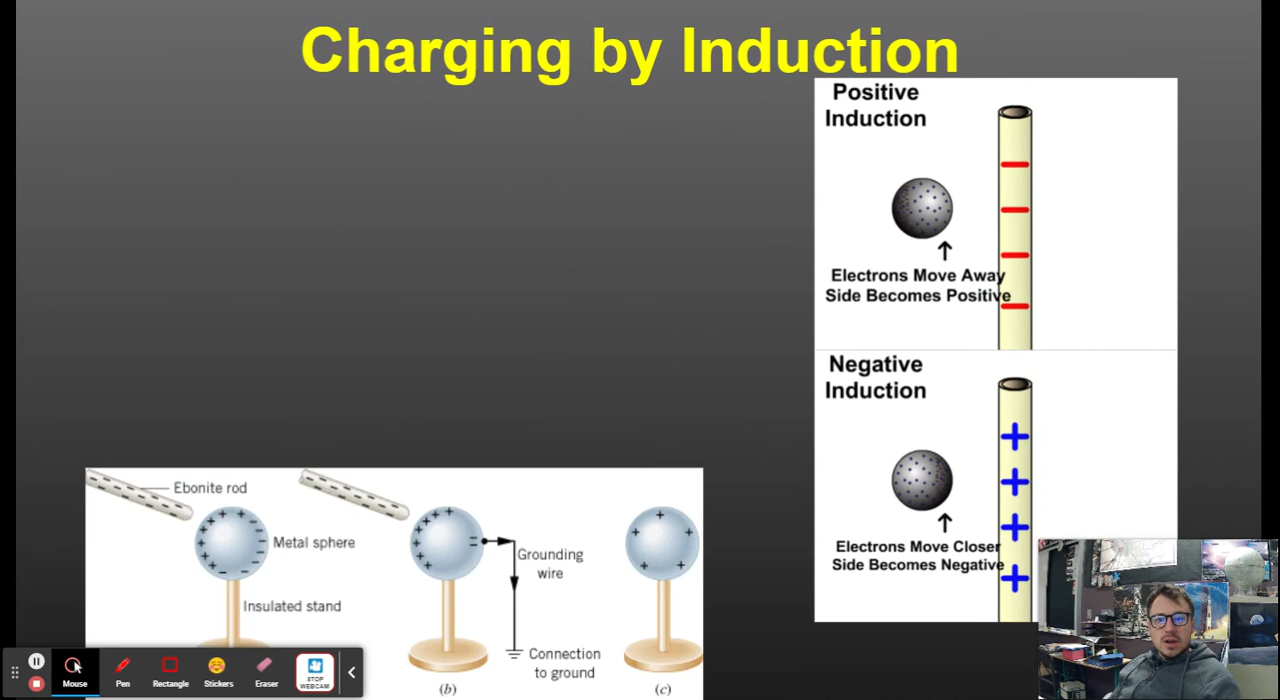 Charging by Induction
Positive
Induction
Electrons Move Away
Side Becomes Positive
Negative
Induction
Electrons Move Closer
Side Becomes Negative
Ebonite rod
Metal sphere
Insulated stand
Grounding
wire
Connection
to ground
(b)
(c)
Mouse
Pen
Rectangle
Stickers
Eraser
STOP
WEBCAM